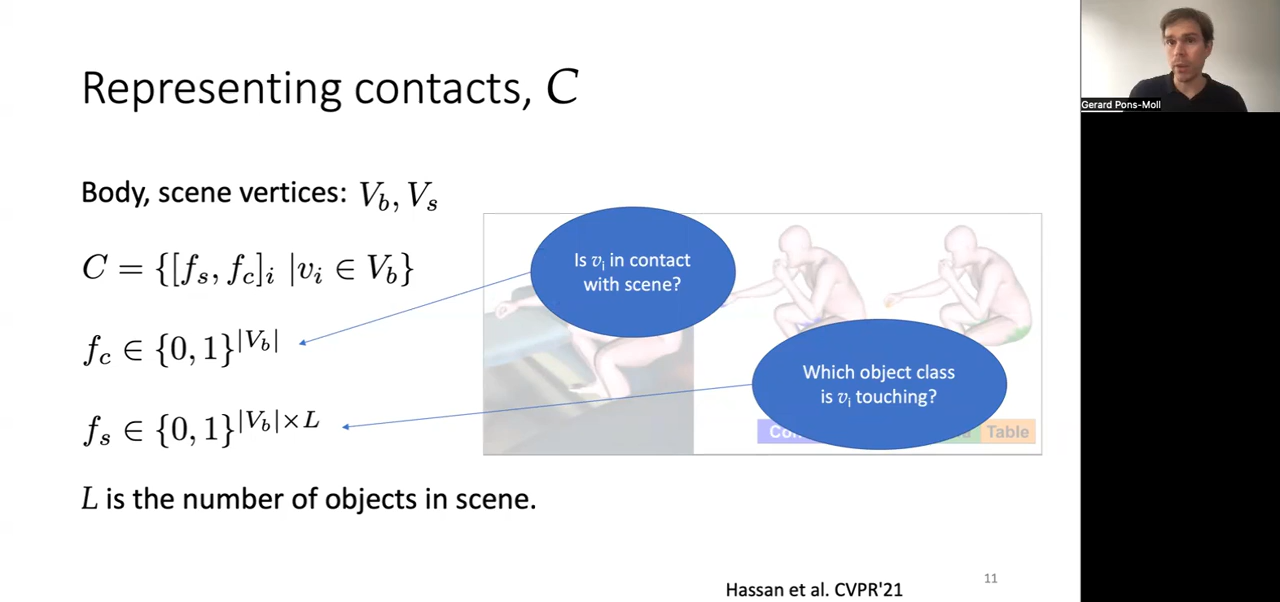 Representing contacts, C
Gerard Pons-Moll
Body, scene vertices: V_b, V_s
C = {[f_s, f_c]_i |v_i ∈ V_b}
Is v_i in contact
with scene?
f_c ∈ {0, 1}^{|V_b|}
Which object class
is v_i touching?
f_s ∈ {0, 1}^{|V_b|×L}
Table
L is the number of objects in scene.
Hassan et al. CVPR'21
11